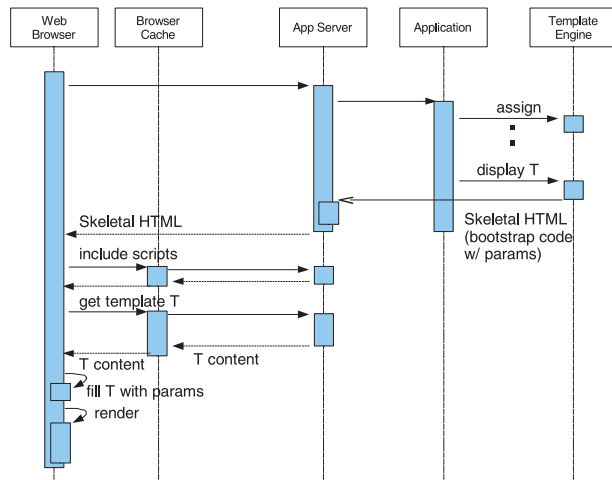 Web
Browser
Browser
Cache
App Server
Application
Template
Engine
assign
display T
Skeletal HTML
(bootstrap code
w/ params)
Skeletal HTML
include scripts
get template T
T content
T content
fill T with params
render